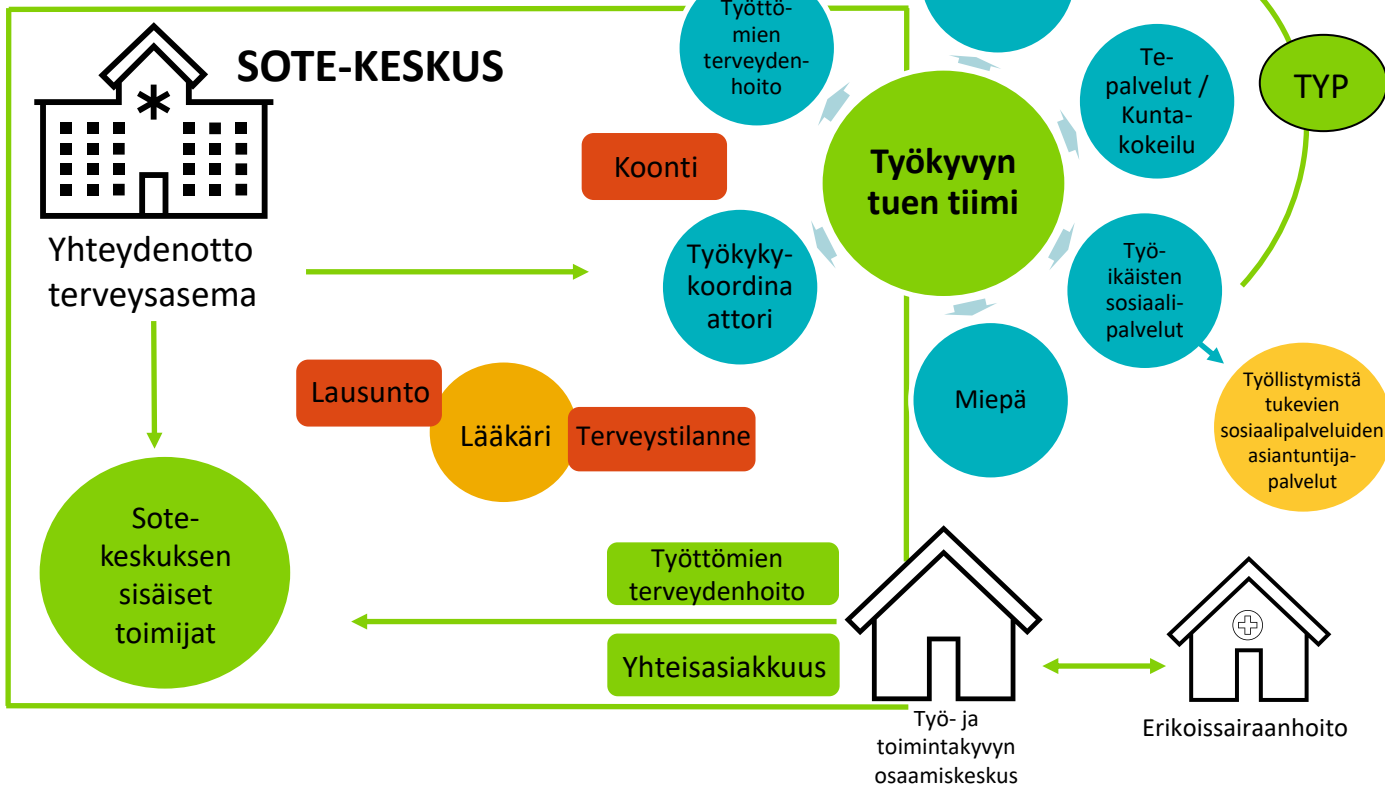 SOTE-KESKUS
Yhteydenotto
terveysasema
Työttö-
mien
terveyden-
hoito
Te-
palvelut /
Kunta-
kokeilu
TYP
Koonti
Työkyvyn
tuen tiimi
Työkyky-
koordina
attori
Työ-
ikäisten
sosiaali-
palvelut
Miepä
Työllistymistä
tukevien
sosiaalipalveluiden
asiantuntija-
palvelut
Lausunto
Lääkäri
Terveystilanne
Sote-
keskuksen
sisäiset
toimijat
Työttömien
terveydenhoito
Yhteisasiakkuus
Työ- ja
toimintakyvyn
osaamiskeskus
Erikoissairaanhoito